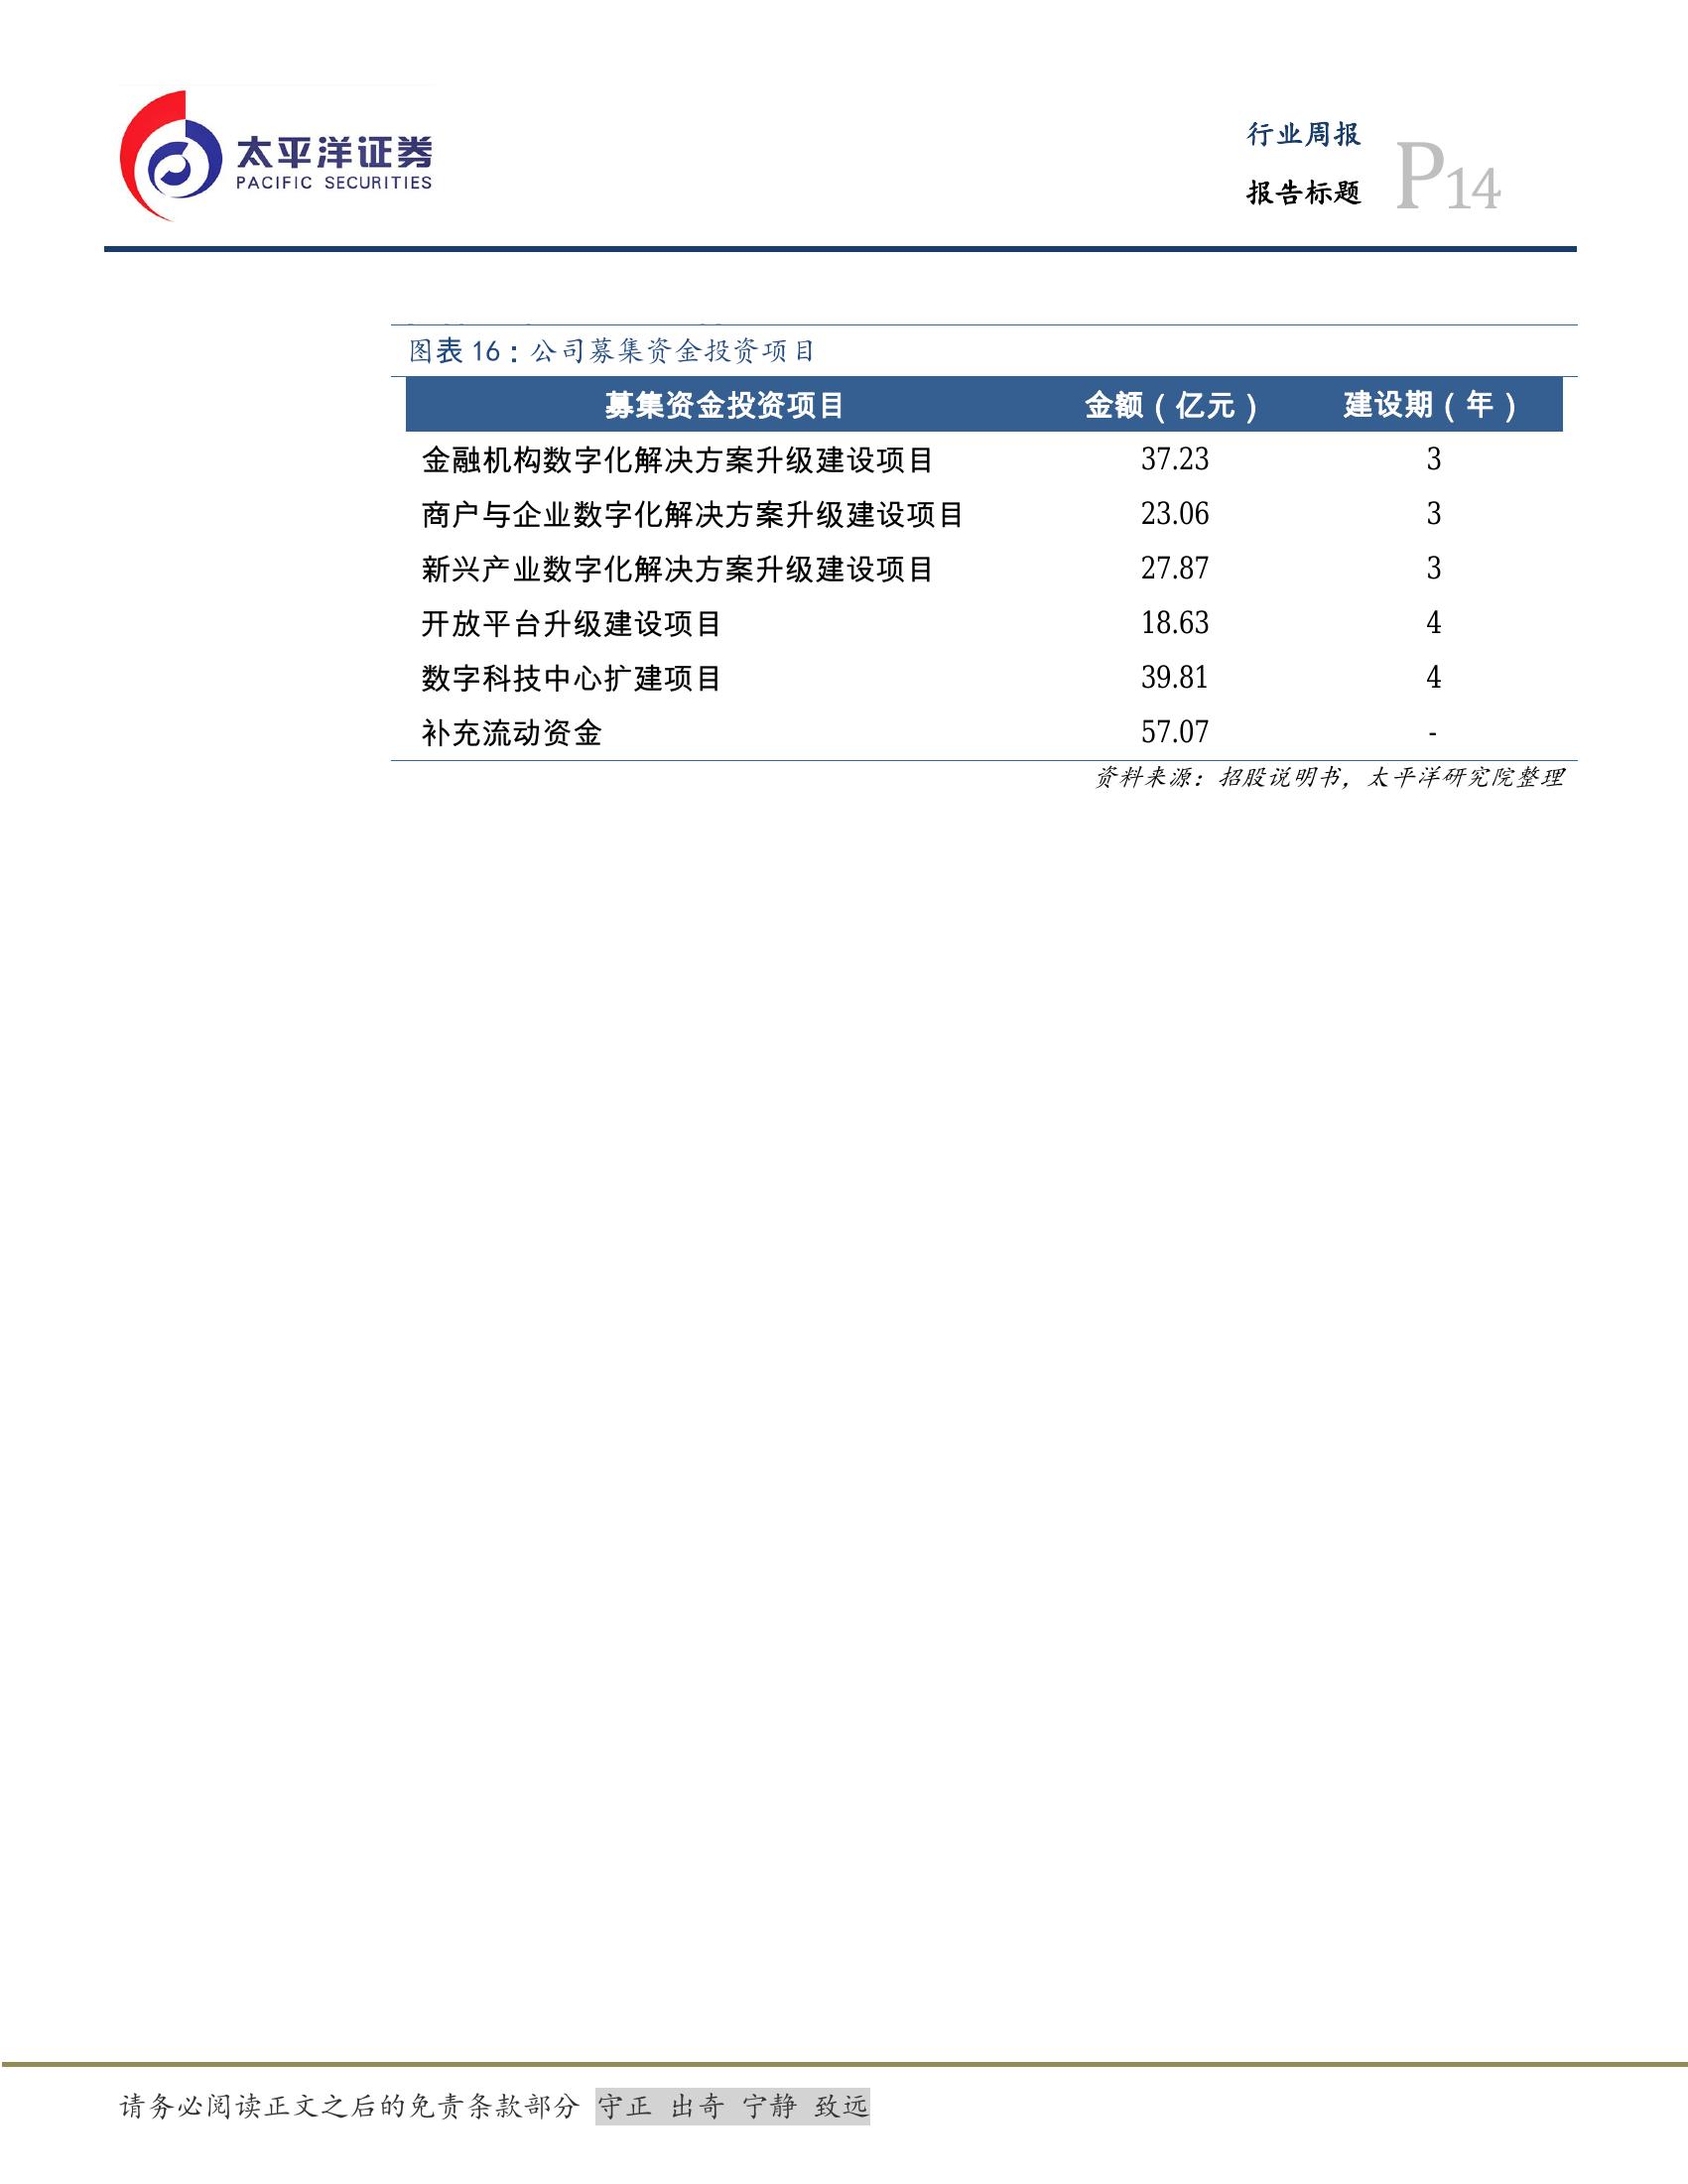 太平洋证券
PACIFIC SECURITIES
行业周报
报告标题
P14
图表 16：公司募集资金投资项目
募集资金投资项目 金额（亿元） 建设期（年）
金融机构数字化解决方案升级建设项目 37.23 3
商户与企业数字化解决方案升级建设项目 23.06 3
新兴产业数字化解决方案升级建设项目 27.87 3
开放平台升级建设项目 18.63 4
数字科技中心扩建项目 39.81 4
补充流动资金 57.07 -
资料来源：招股说明书，太平洋研究院整理
请务必阅读正文之后的免责条款部分 守正 出奇 宁静 致远